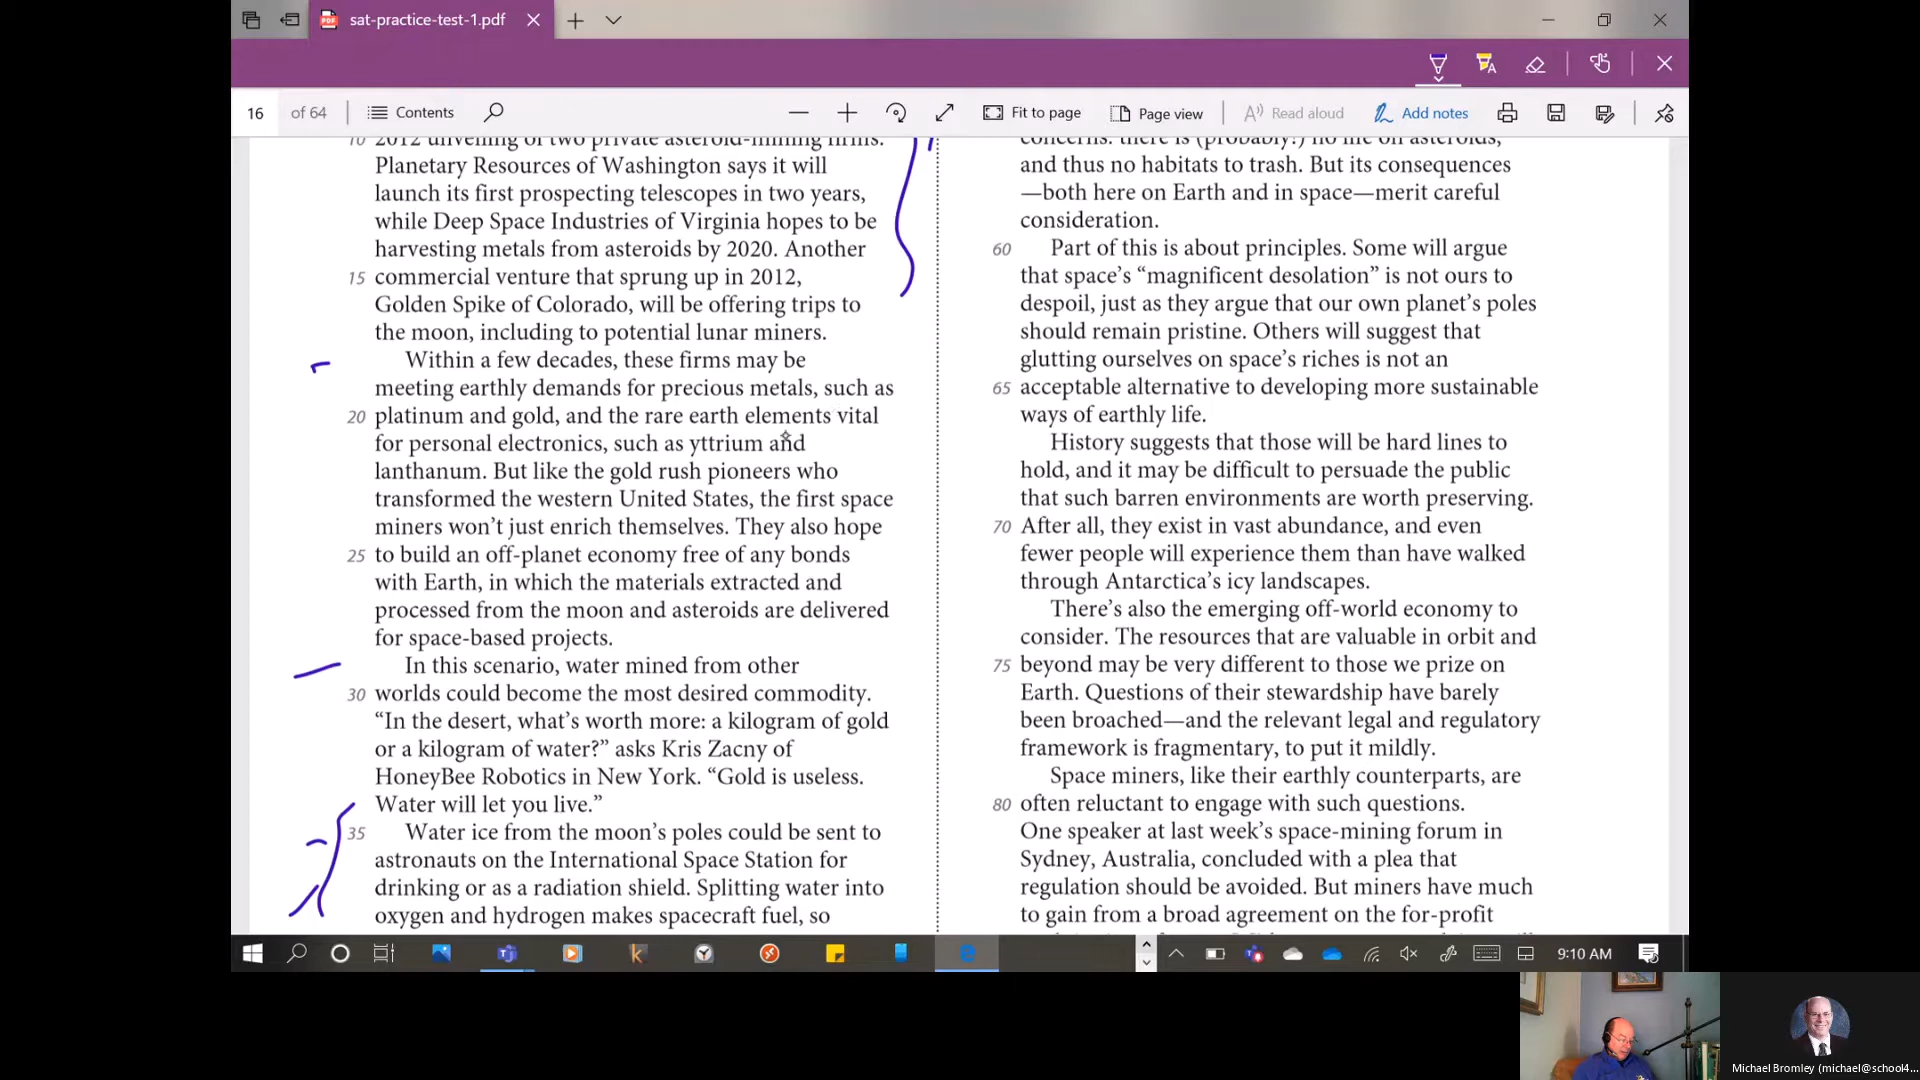 sat-practice-test-1.pdf
16 of 64 Contents Fit to page Page view Read aloud Add notes
10 2012 unveiling of two private asteroid-mining firms.
Planetary Resources of Washington says it will
launch its first prospecting telescopes in two years,
while Deep Space Industries of Virginia hopes to be
harvesting metals from asteroids by 2020. Another
15 commercial venture that sprung up in 2012,
Golden Spike of Colorado, will be offering trips to
the moon, including to potential lunar miners.
Within a few decades, these firms may be
meeting earthly demands for precious metals, such as
20 platinum and gold, and the rare earth elements vital
for personal electronics, such as yttrium and
lanthanum. But like the gold rush pioneers who
transformed the western United States, the first space
miners won’t just enrich themselves. They also hope
25 to build an off-planet economy free of any bonds
with Earth, in which the materials extracted and
processed from the moon and asteroids are delivered
for space-based projects.
In this scenario, water mined from other
30 worlds could become the most desired commodity.
“In the desert, what’s worth more: a kilogram of gold
or a kilogram of water?” asks Kris Zacny of
HoneyBee Robotics in New York. “Gold is useless.
Water will let you live.”
35 Water ice from the moon’s poles could be sent to
astronauts on the International Space Station for
drinking or as a radiation shield. Splitting water into
oxygen and hydrogen makes spacecraft fuel, so
concerns: there is (probably!) no life on asteroids,
and thus no habitats to trash. But its consequences
—both here on Earth and in space—merit careful
consideration.
60 Part of this is about principles. Some will argue
that space’s “magnificent desolation” is not ours to
despoil, just as they argue that our own planet’s poles
should remain pristine. Others will suggest that
glutting ourselves on space’s riches is not an
65 acceptable alternative to developing more sustainable
ways of earthly life.
History suggests that those will be hard lines to
hold, and it may be difficult to persuade the public
that such barren environments are worth preserving.
70 After all, they exist in vast abundance, and even
fewer people will experience them than have walked
through Antarctica’s icy landscapes.
There’s also the emerging off-world economy to
consider. The resources that are valuable in orbit and
75 beyond may be very different to those we prize on
Earth. Questions of their stewardship have barely
been broached—and the relevant legal and regulatory
framework is fragmentary, to put it mildly.
Space miners, like their earthly counterparts, are
80 often reluctant to engage with such questions.
One speaker at last week’s space-mining forum in
Sydney, Australia, concluded with a plea that
regulation should be avoided. But miners have much
to gain from a broad agreement on the for-profit
9:10 AM
Michael Bromley (michael@school4...